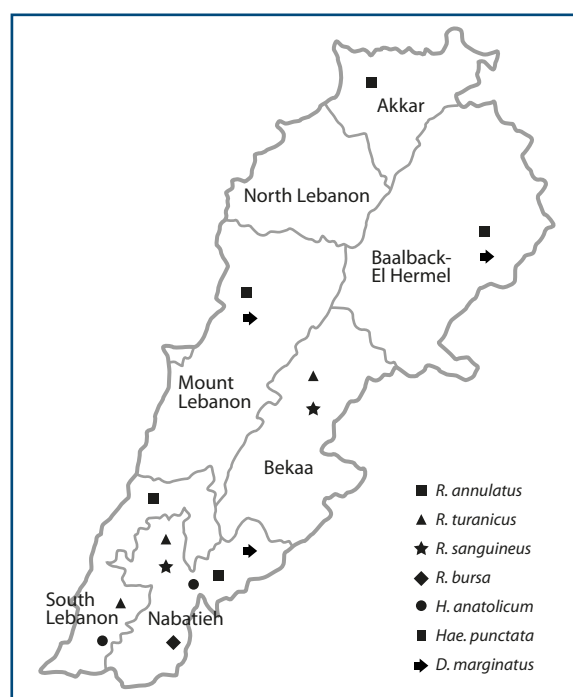 Akkar
North Lebanon
Baalback-
El Hermel
Mount
Lebanon
Bekaa
South
Lebanon
Nabatieh
R. annulatus
R. turanicus
R. sanguineus
R. bursa
H. anatolicum
Hae. punctata
D. marginatus